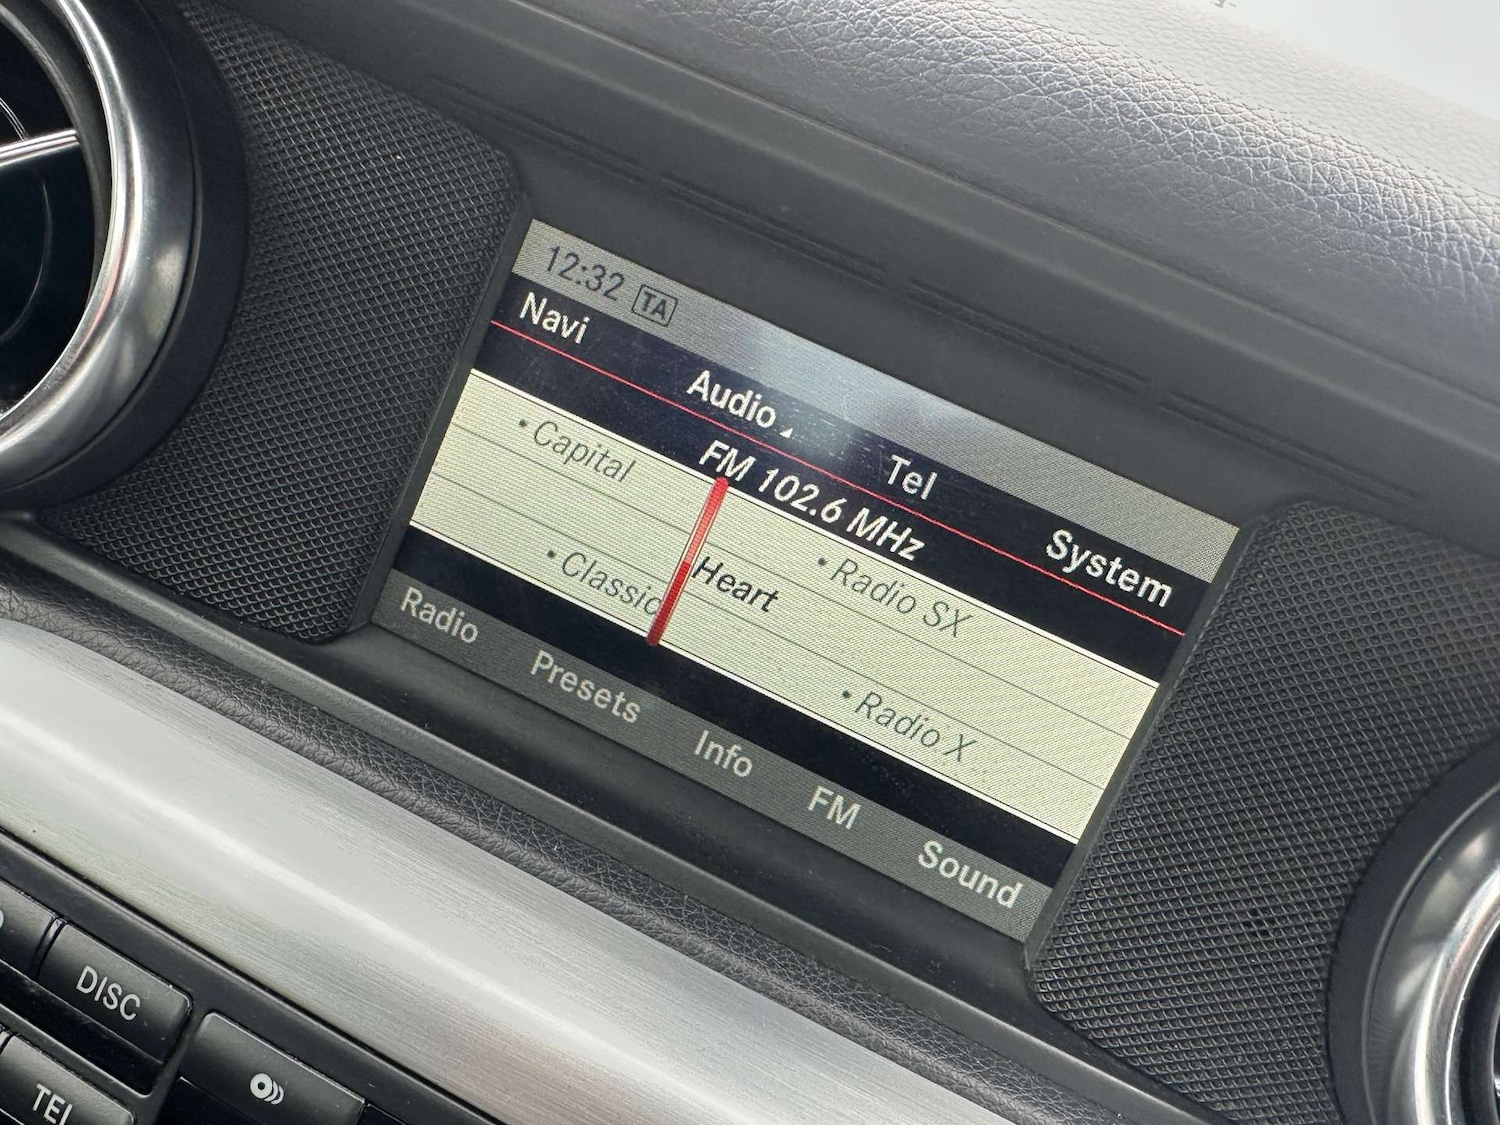 12:32 TA
Navi Audio Tel System
FM 102.6 MHz
• Capital • Radio SX
• Classic Heart • Radio X
Radio Presets Info FM Sound
DISC
TEL